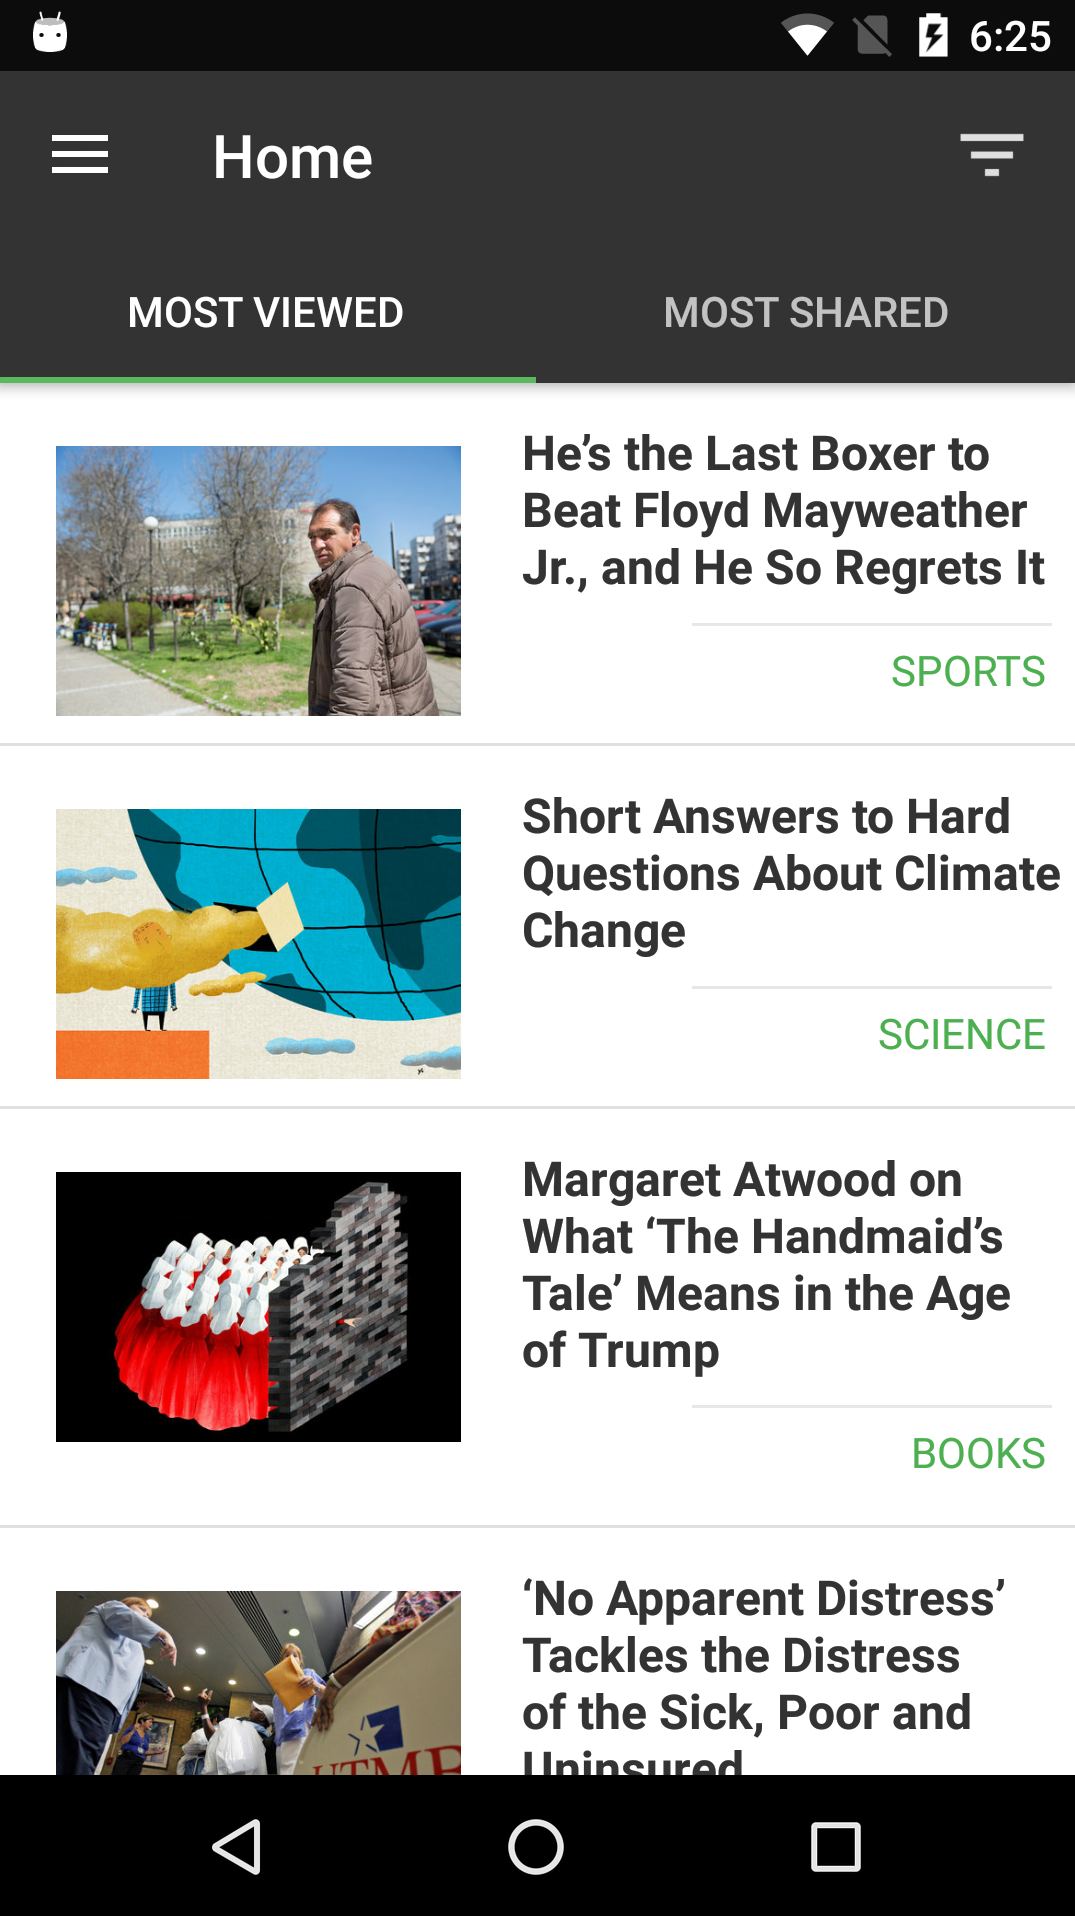 6:25
Home
MOST VIEWED
MOST SHARED
He’s the Last Boxer to
Beat Floyd Mayweather
Jr., and He So Regrets It
SPORTS
Short Answers to Hard
Questions About Climate
Change
SCIENCE
Margaret Atwood on
What ‘The Handmaid’s
Tale’ Means in the Age
of Trump
BOOKS
‘No Apparent Distress’
Tackles the Distress
of the Sick, Poor and
Uninsured
UTMB